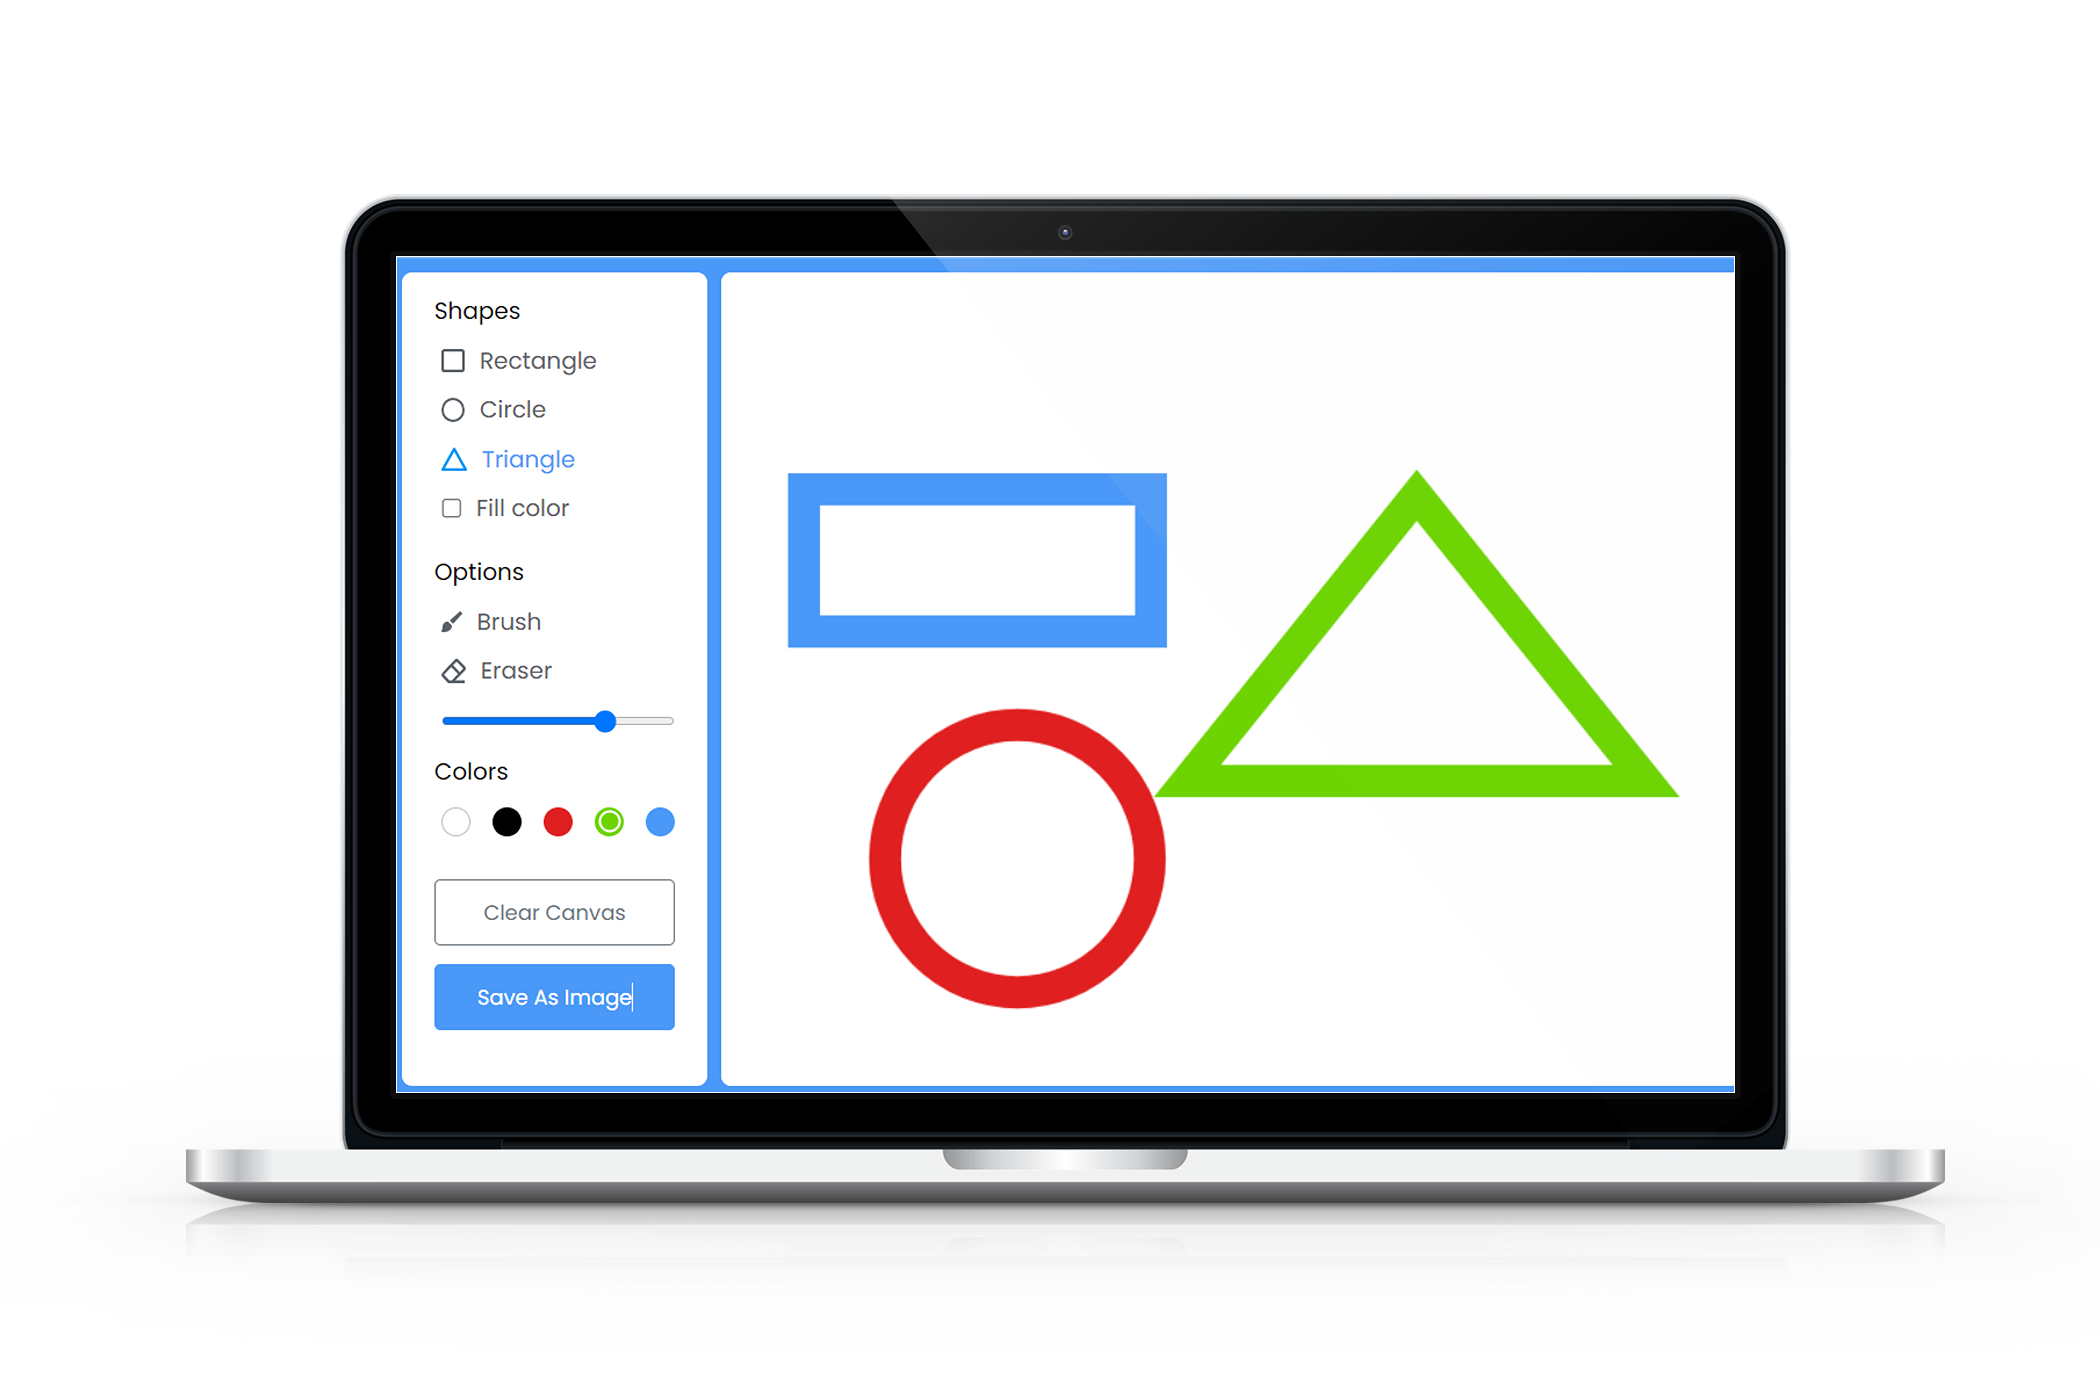 Shapes
Rectangle
Circle
Triangle
Fill color
Options
Brush
Eraser
Colors
Clear Canvas
Save As Image